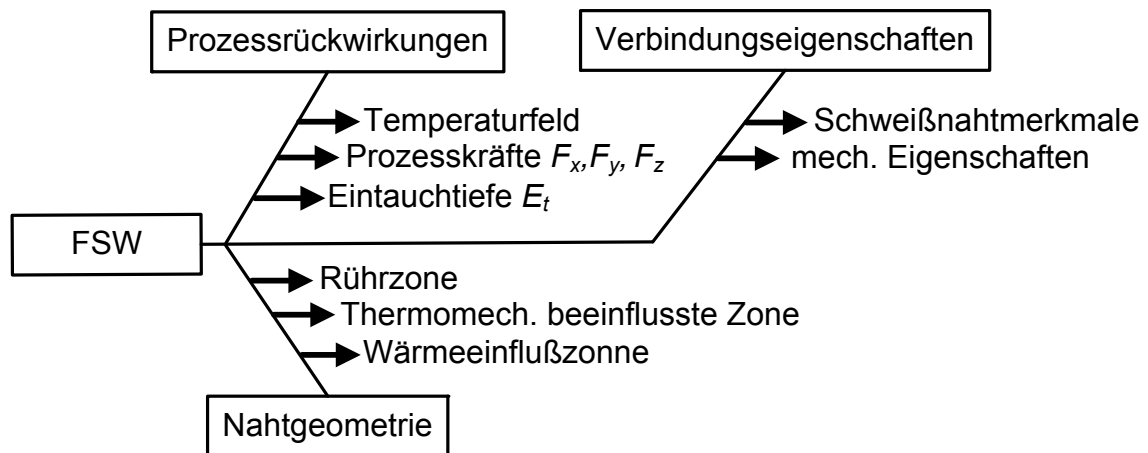 Prozessrückwirkungen
Verbindungseigenschaften
Temperaturfeld
Prozesskräfte Fx,Fy, Fz
Eintauchtiefe Et
Schweißnahtmerkmale
mech. Eigenschaften
FSW
Rührzone
Thermomech. beeinflusste Zone
Wärmeeinflußzonne
Nahtgeometrie